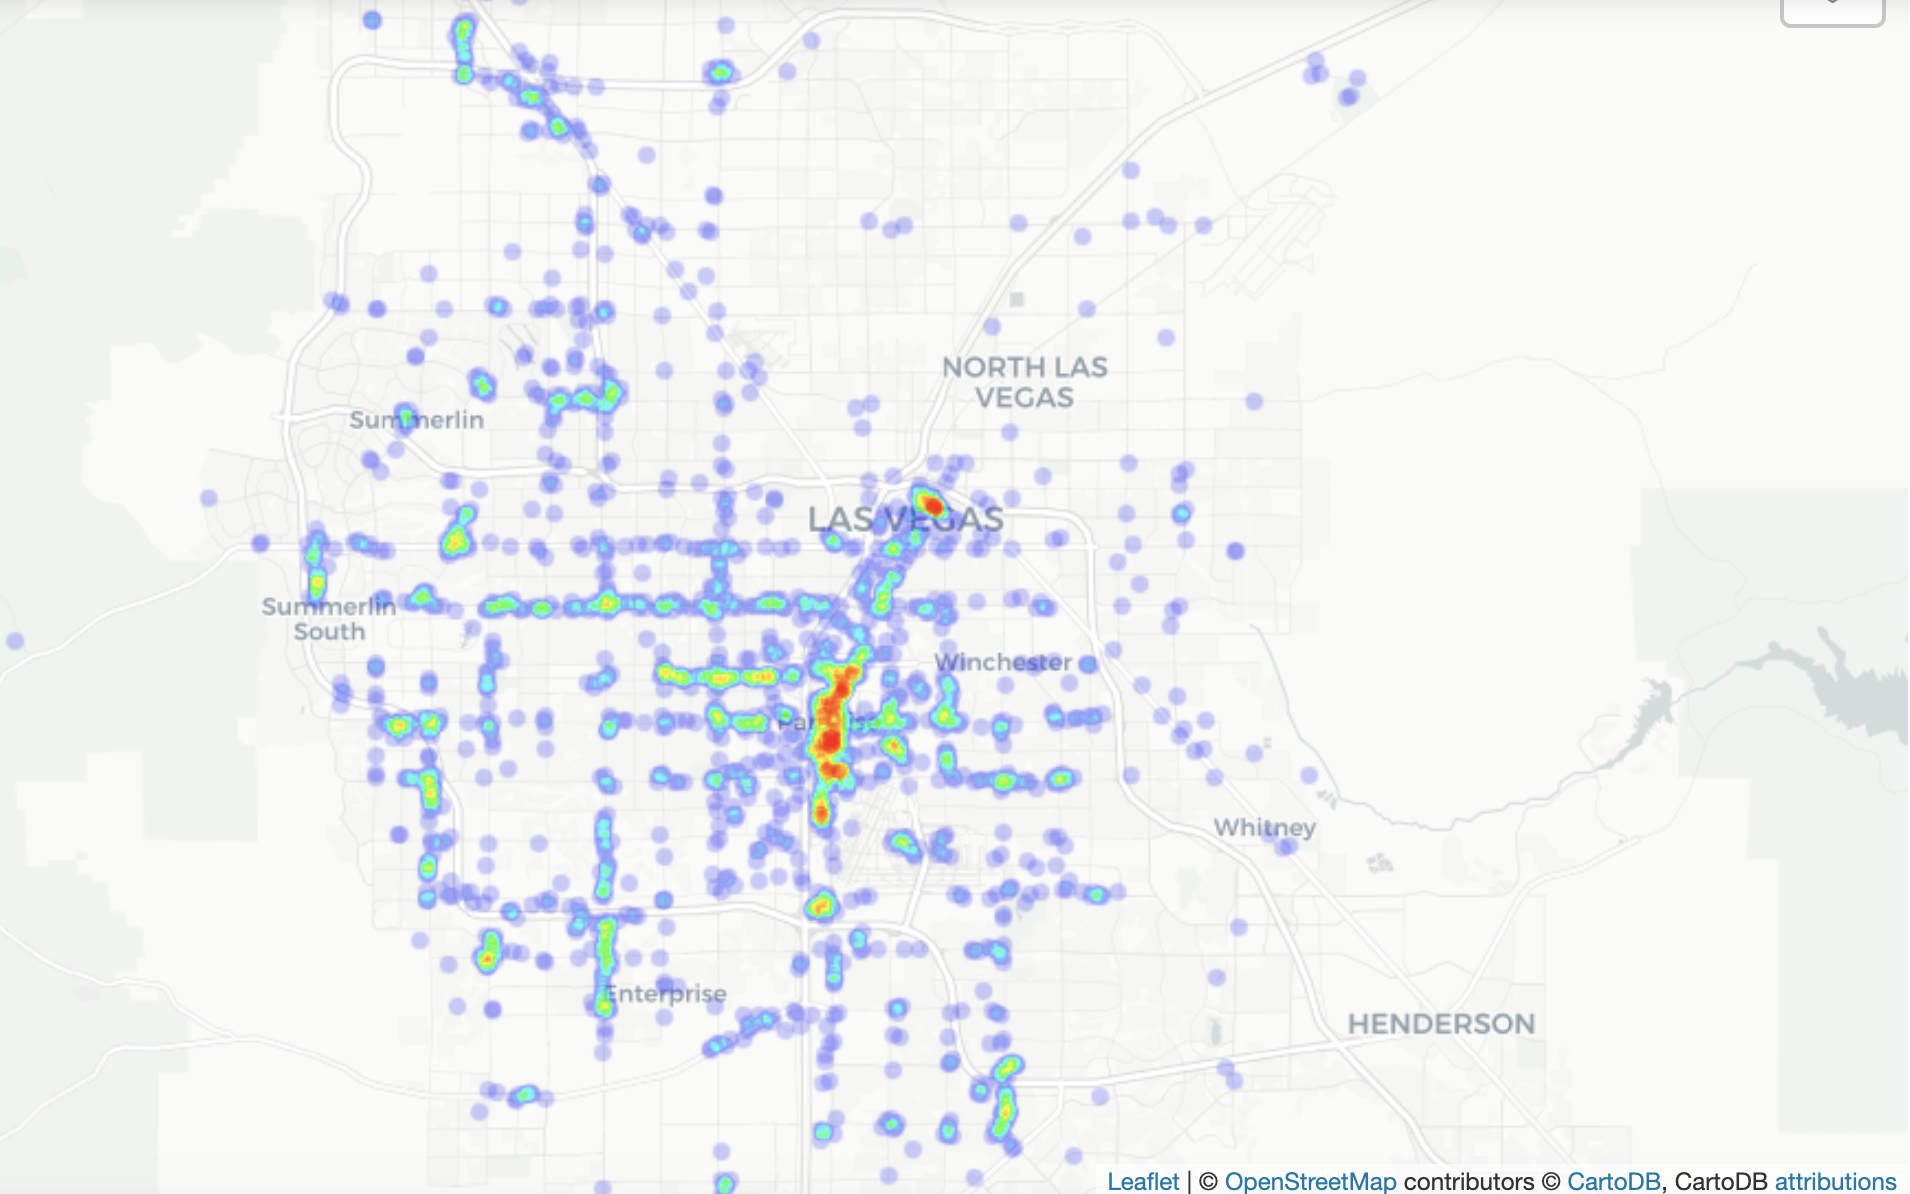 NORTH LAS
VEGAS
Summerlin
LAS VEGAS
Summerlin
South
Winchester
Paradise
Whitney
Enterprise
HENDERSON
Leaflet | © OpenStreetMap contributors © CartoDB, CartoDB attributions